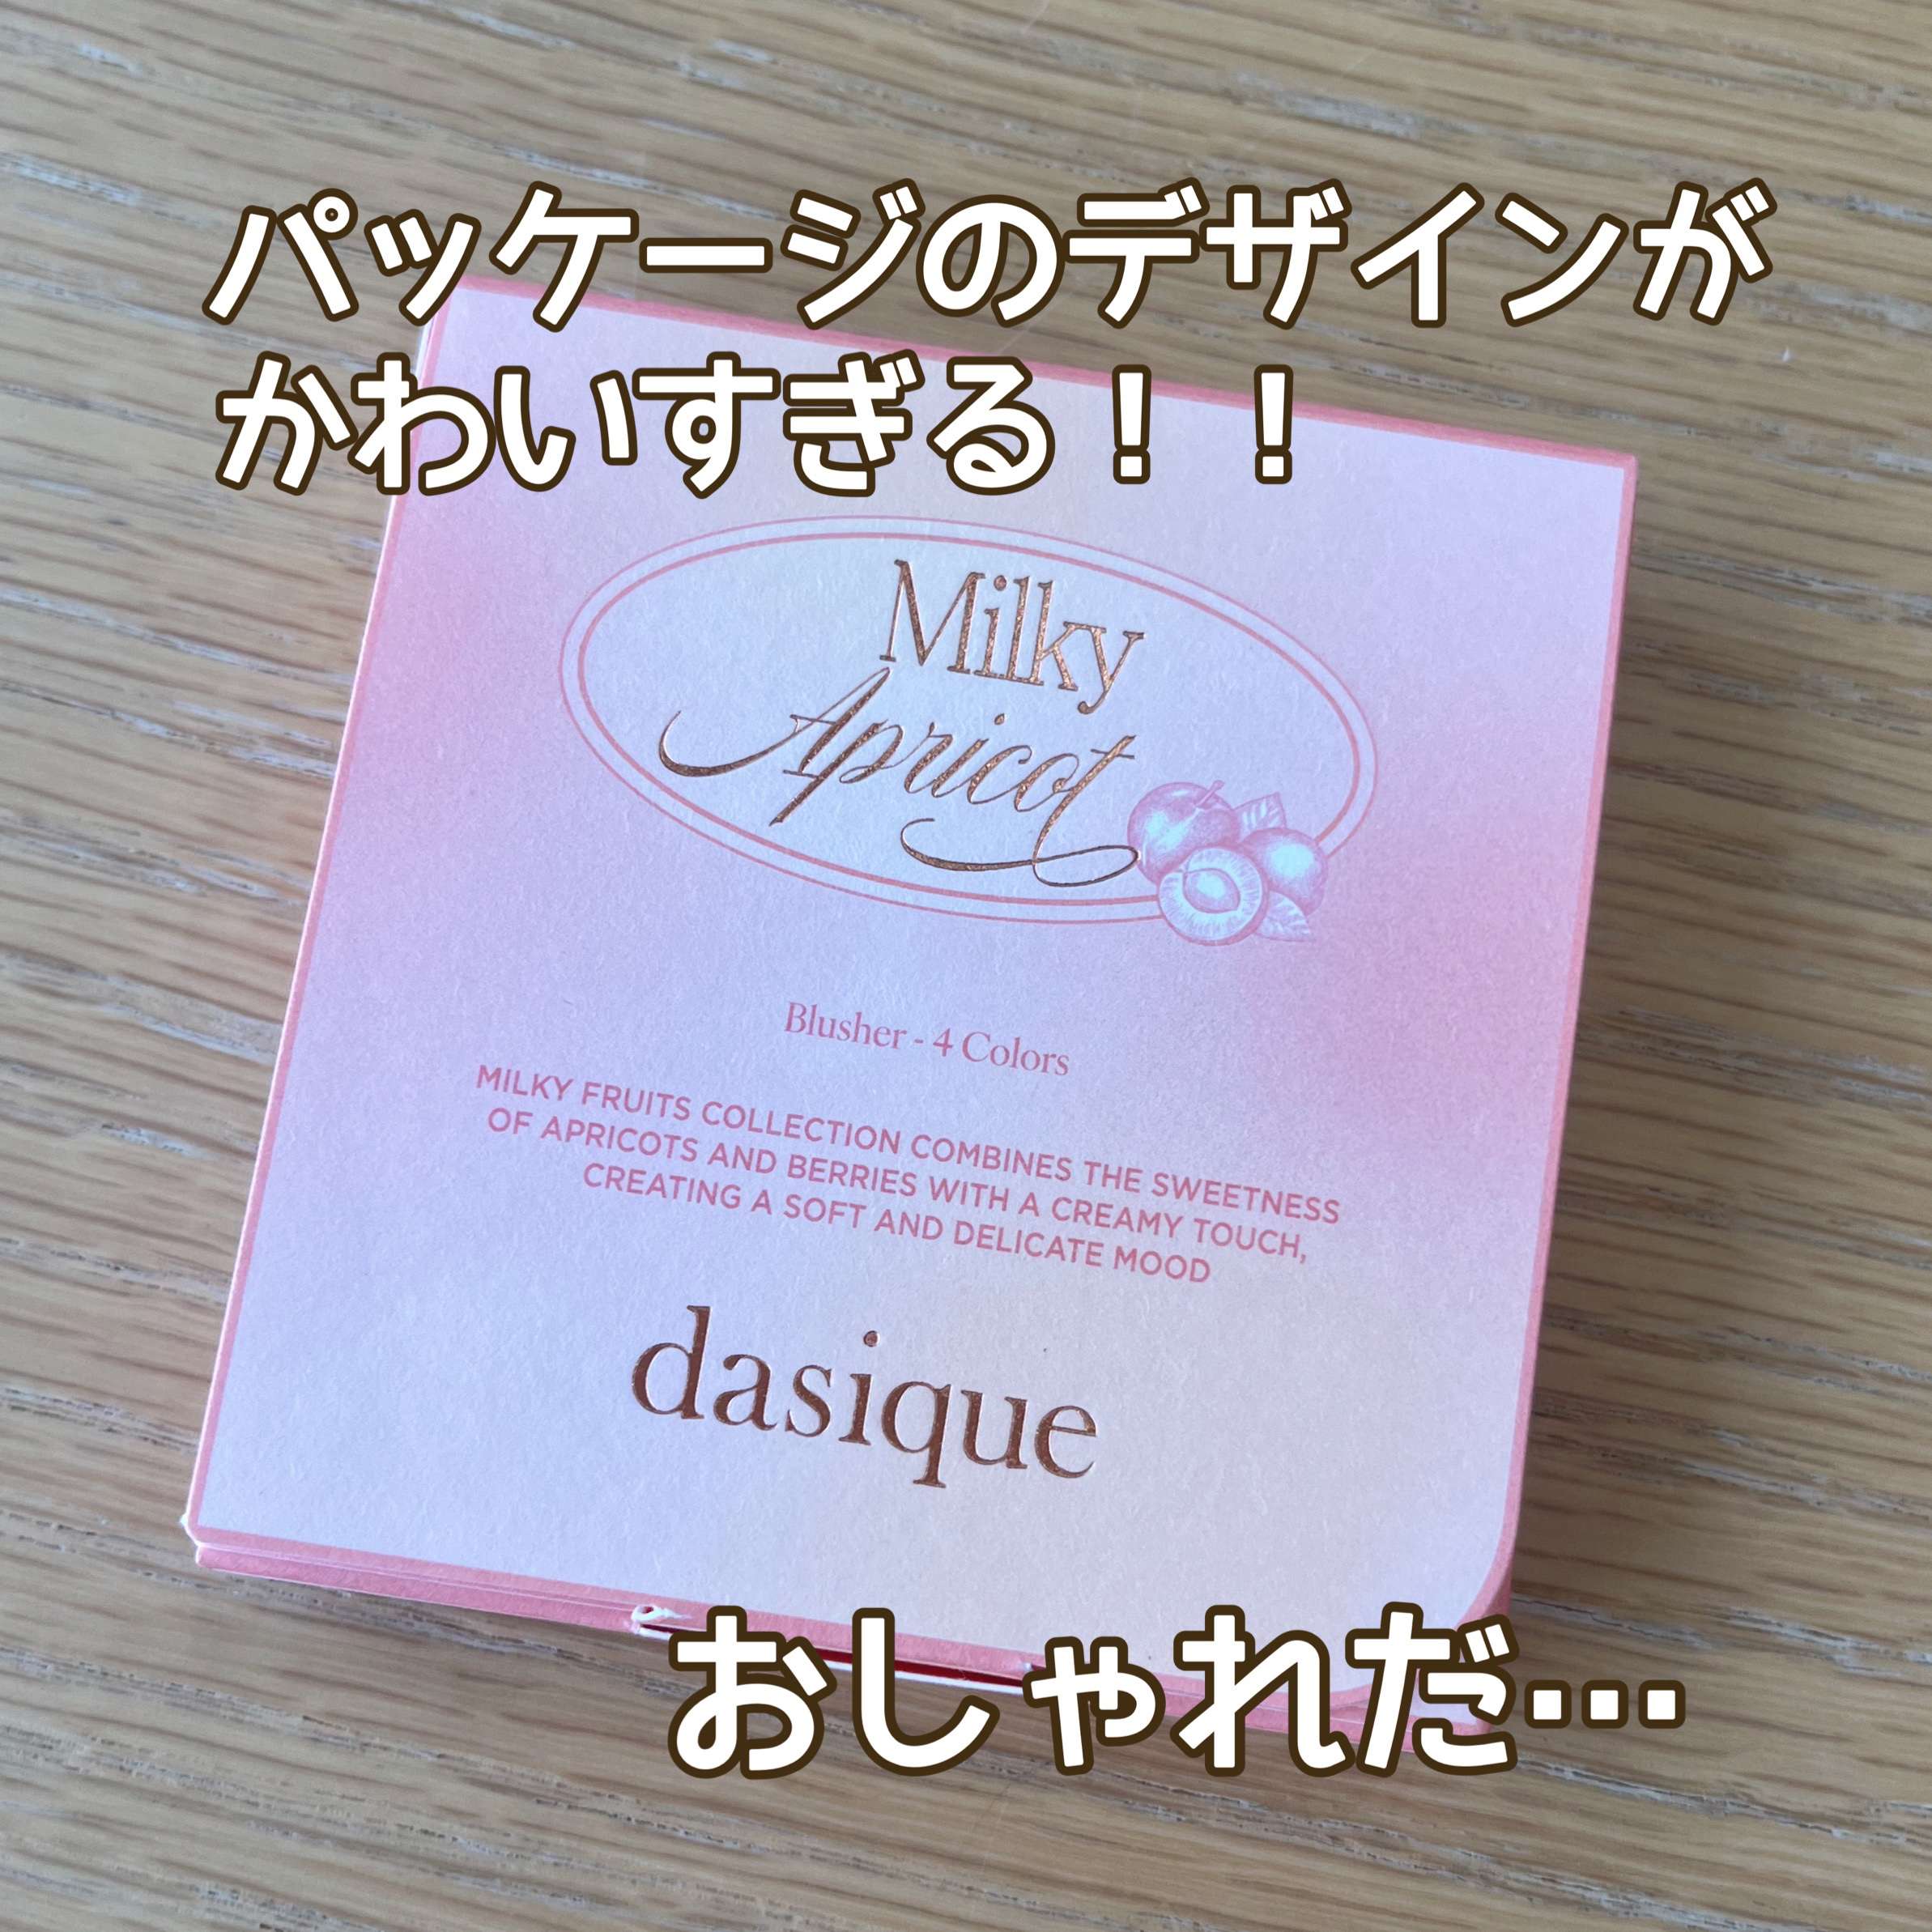 パッケージのデザインが
かわいすぎる！！
Milky
Apricot
Blusher - 4 Colors
MILKY FRUITS COLLECTION COMBINES THE SWEETNESS
OF APRICOTS AND BERRIES WITH A CREAMY TOUCH,
CREATING A SOFT AND DELICATE MOOD
dasique
おしゃれだ…